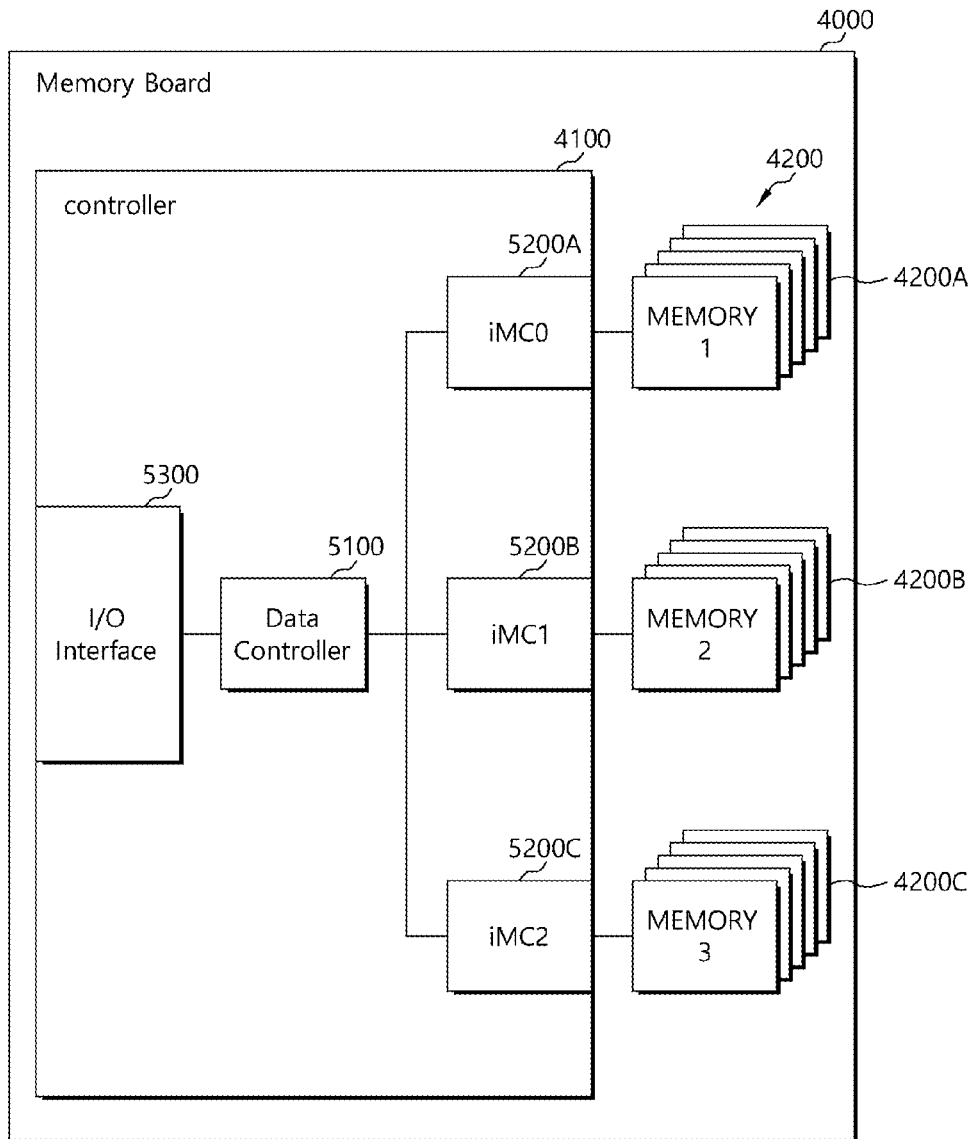 4000
Memory Board
4100
4200
controller
5200A
4200A
iMC0
MEMORY
1
5300
5100
5200B
4200B
I/O
Interface
Data
Controller
iMC1
MEMORY
2
5200C
4200C
iMC2
MEMORY
3